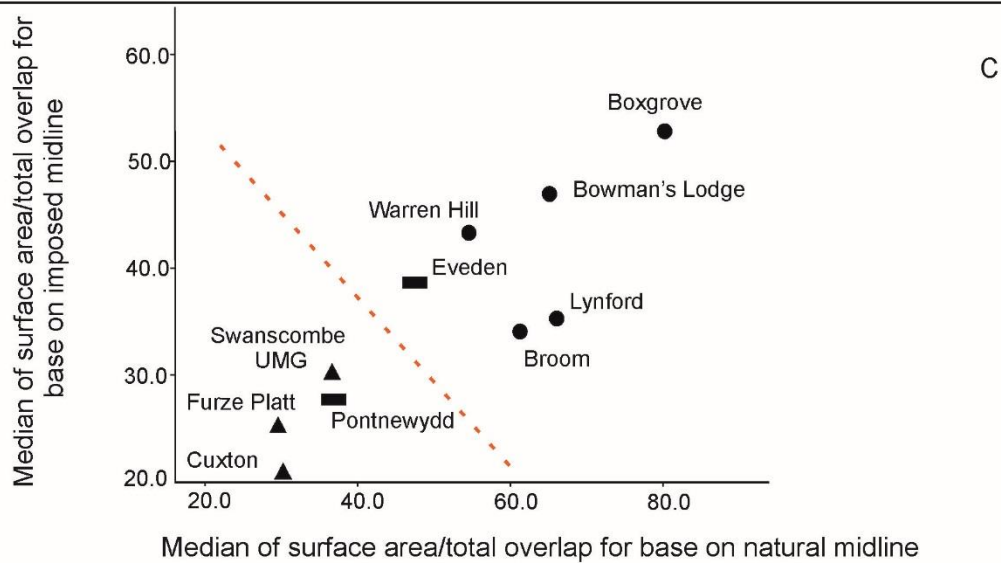 Median of surface area/total overlap for
base on imposed midline
60.0
50.0
40.0
30.0
20.0
C
Boxgrove
Bowman's Lodge
Warren Hill
Eveden
Lynford
Broom
Swanscombe
UMG
Furze Platt
Pontnewydd
Cuxton
20.0 40.0 60.0 80.0
Median of surface area/total overlap for base on natural midline